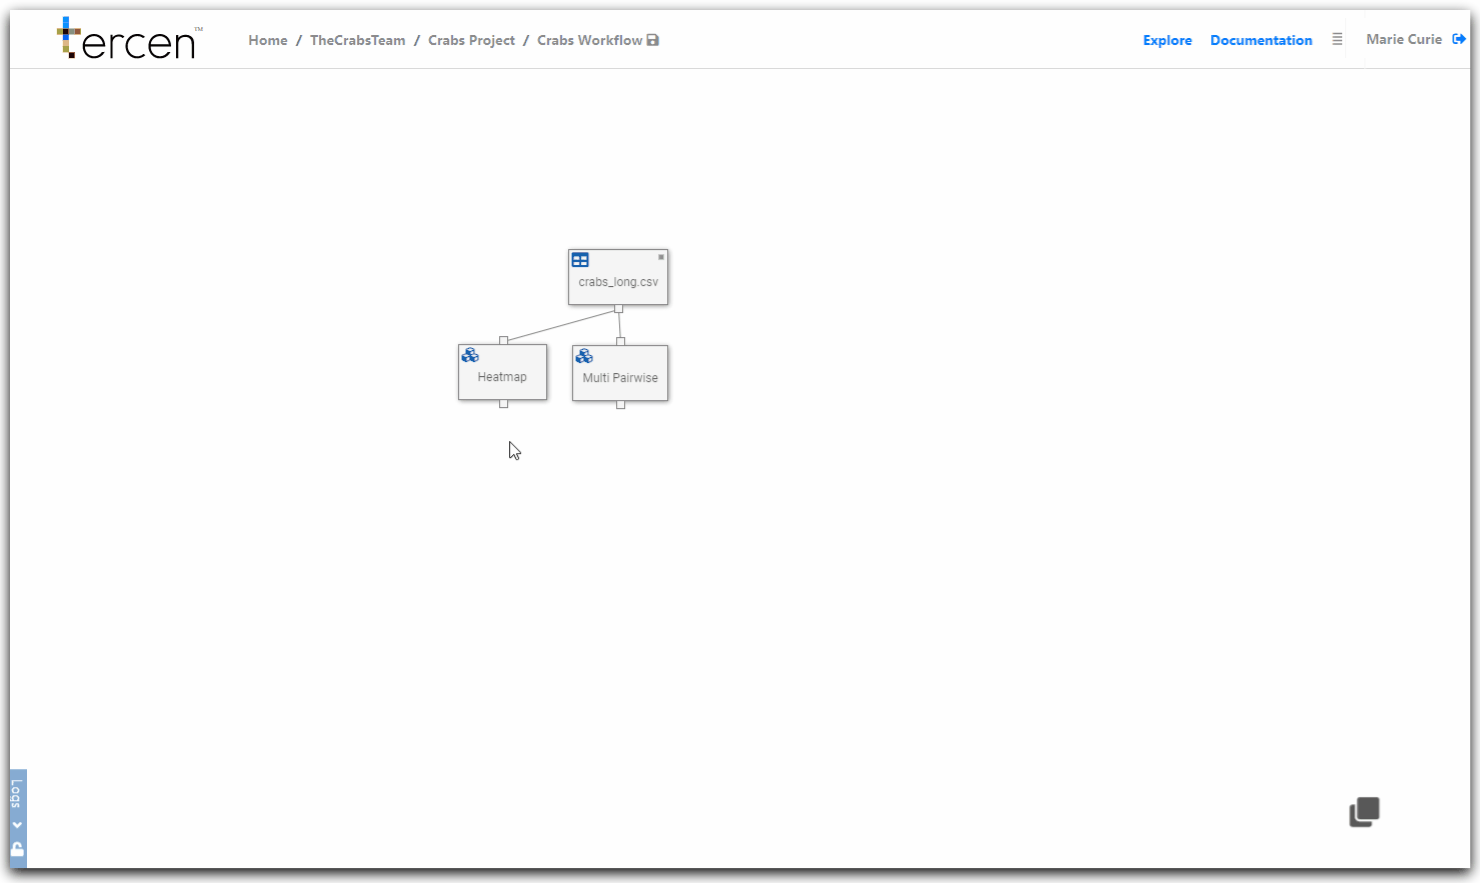 tercen™
Home / TheCrabsTeam / Crabs Project / Crabs Workflow
Explore Documentation Marie Curie
crabs_long.csv
Heatmap
Multi Pairwise
Logs